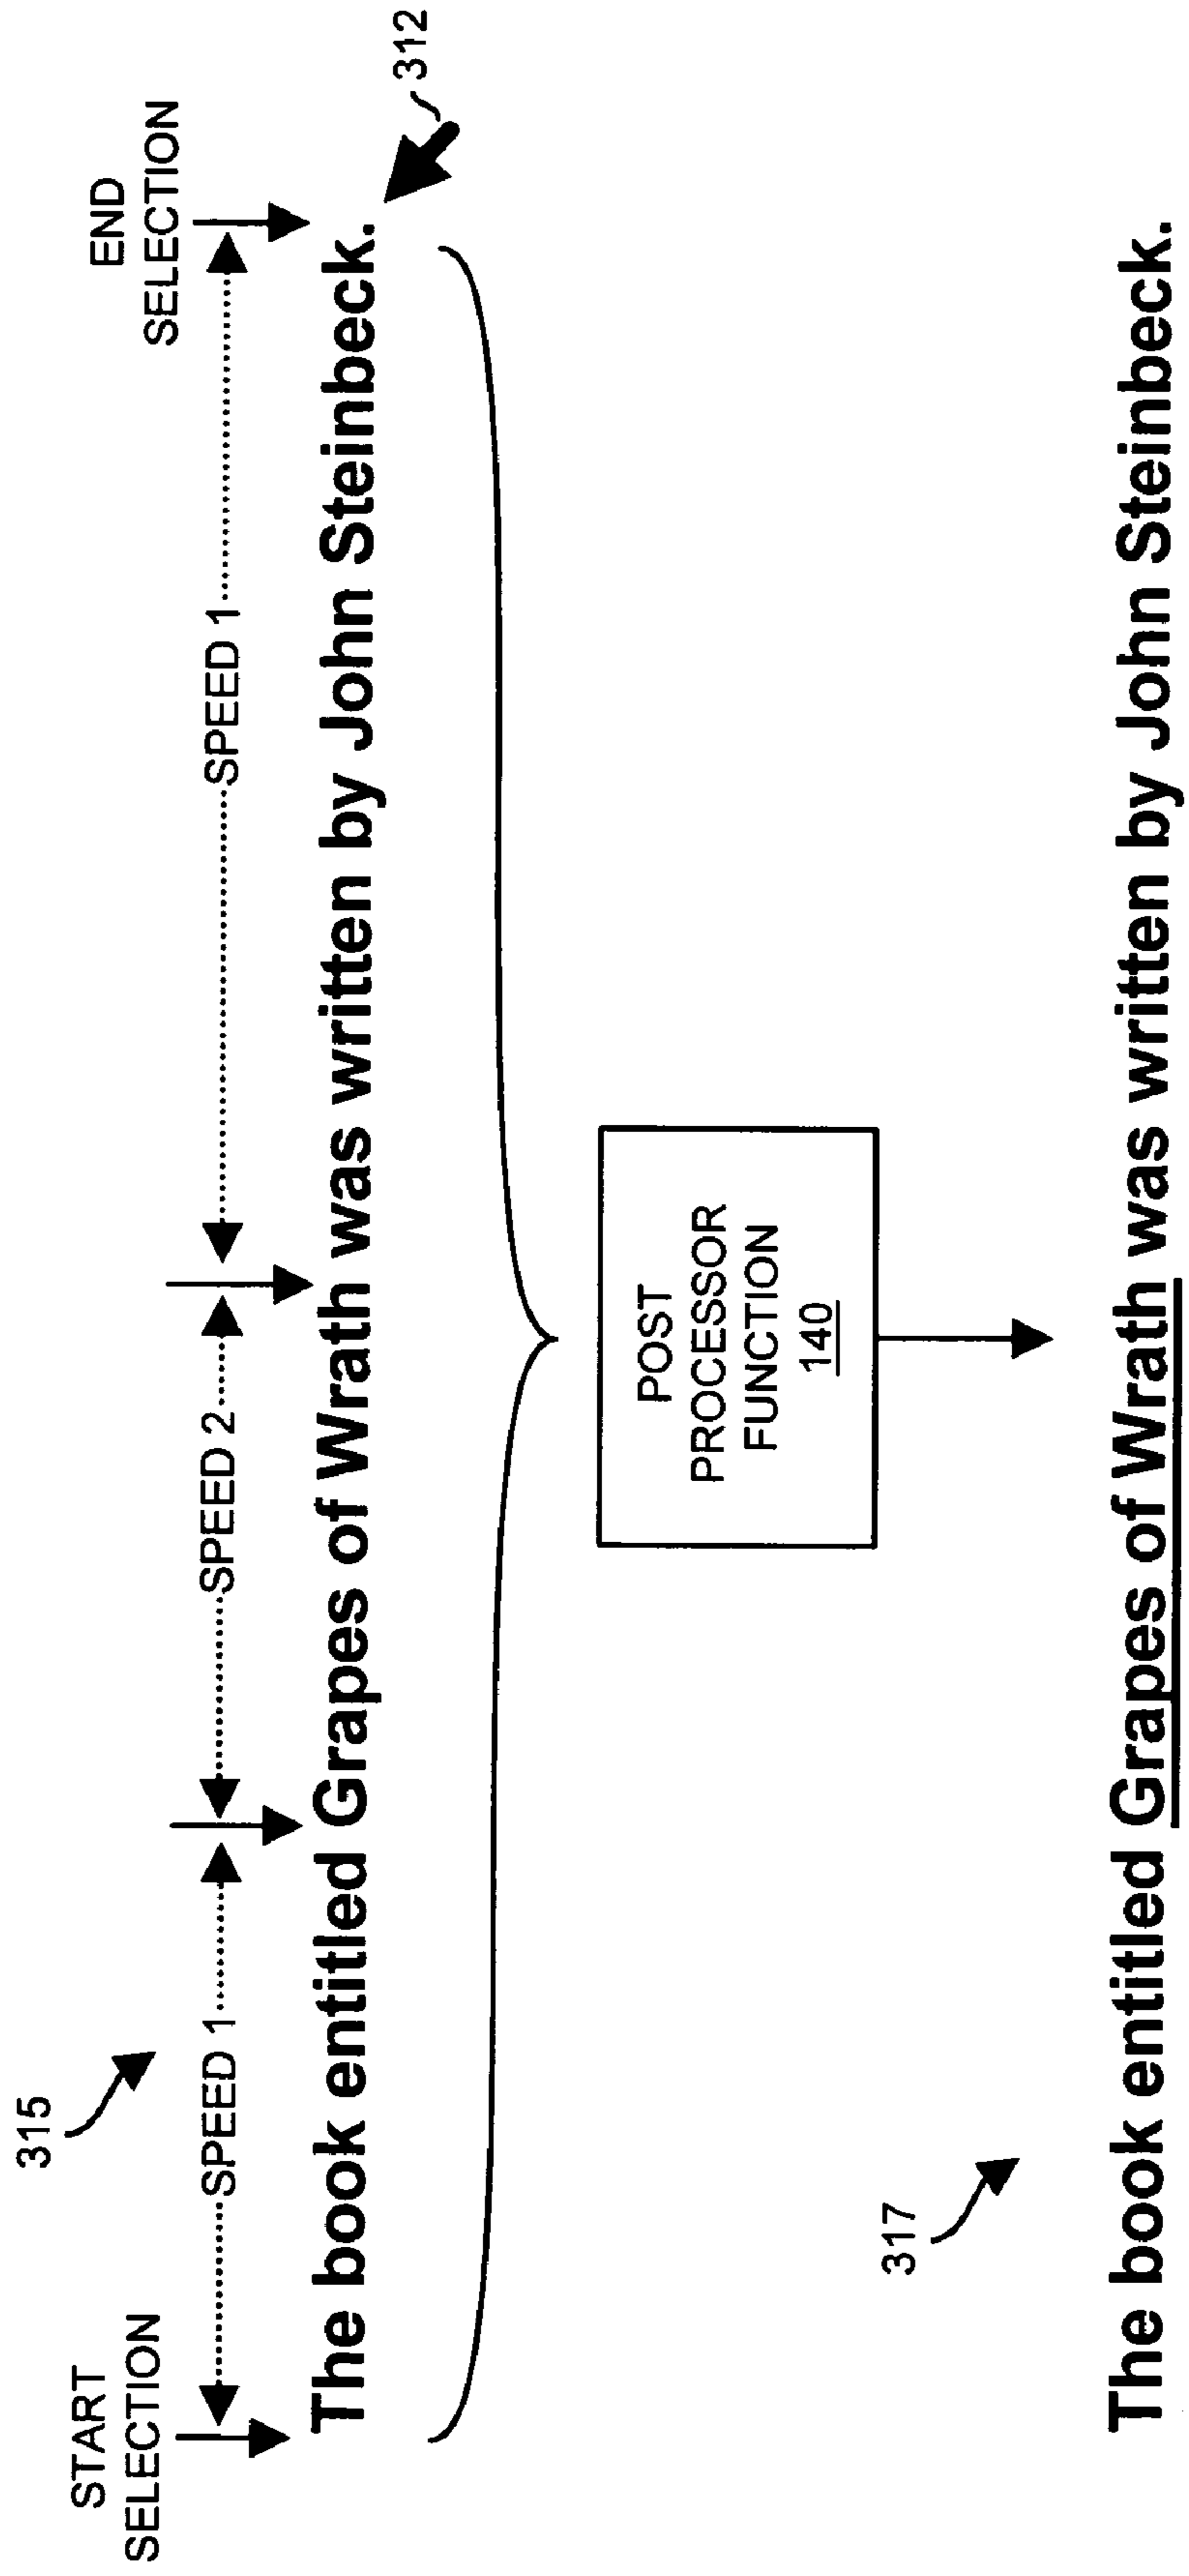 315
START
SELECTION
SPEED 1
SPEED 2
SPEED 1
END
SELECTION
The book entitled Grapes of Wrath was written by John Steinbeck.
312
POST
PROCESSOR
FUNCTION
140
317
The book entitled Grapes of Wrath was written by John Steinbeck.